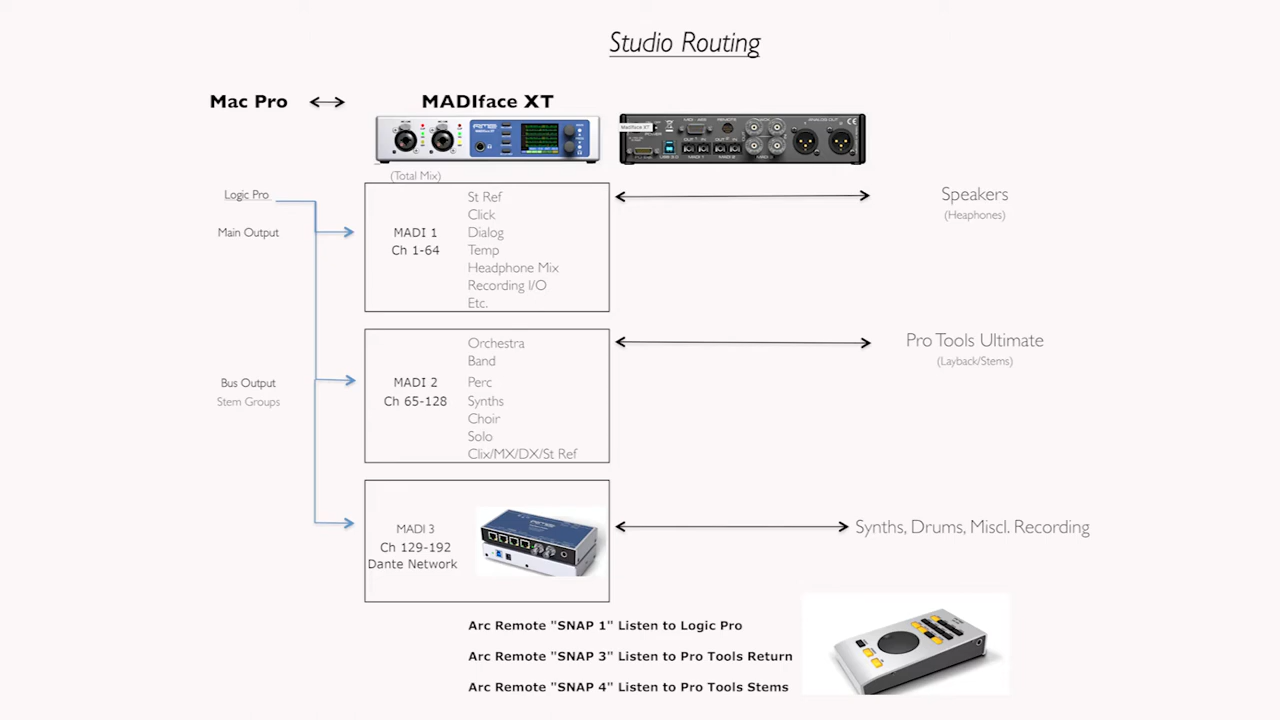 Studio Routing
Mac Pro
MADIface XT
MADIface XT
(Total Mix)
Logic Pro
Main Output
MADI 1
Ch 1-64
St Ref
Click
Dialog
Temp
Headphone Mix
Recording I/O
Etc.
Speakers
(Heaphones)
Bus Output
Stem Groups
MADI 2
Ch 65-128
Orchestra
Band
Perc
Synths
Choir
Solo
Clix/MX/DX/St Ref
Pro Tools Ultimate
(Layback/Stems)
MADI 3
Ch 129-192
Dante Network
Synths, Drums, Miscl. Recording
Arc Remote "SNAP 1" Listen to Logic Pro
Arc Remote "SNAP 3" Listen to Pro Tools Return
Arc Remote "SNAP 4" Listen to Pro Tools Stems